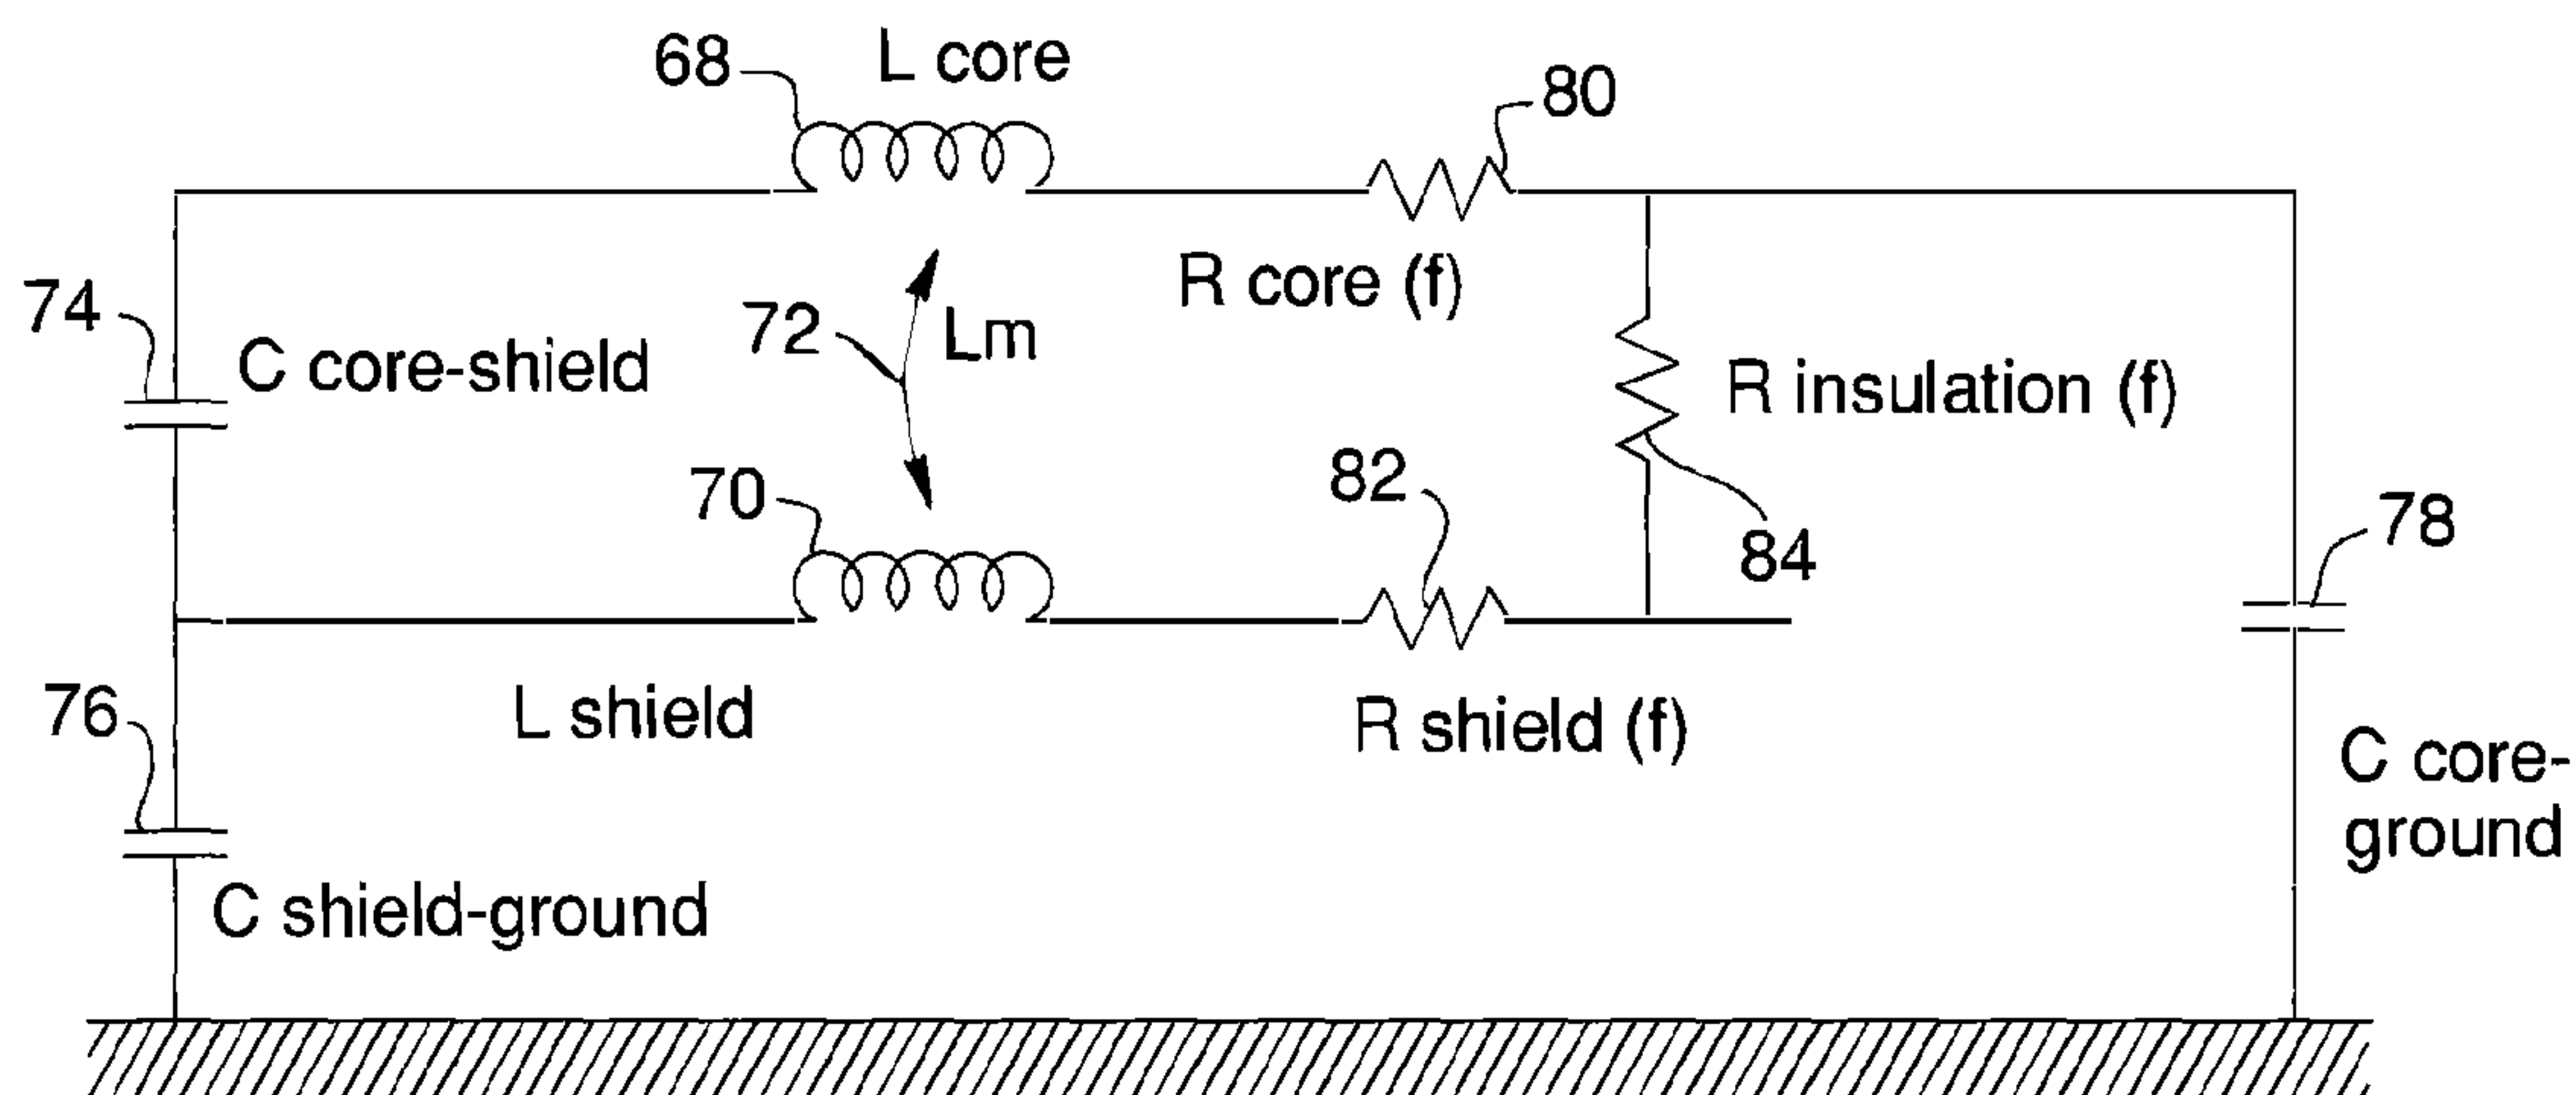 68
L core
80
74
C core-shield
72
Lm
R core (f)
R insulation (f)
70
82
84
78
76
L shield
R shield (f)
C core-
ground
C shield-ground